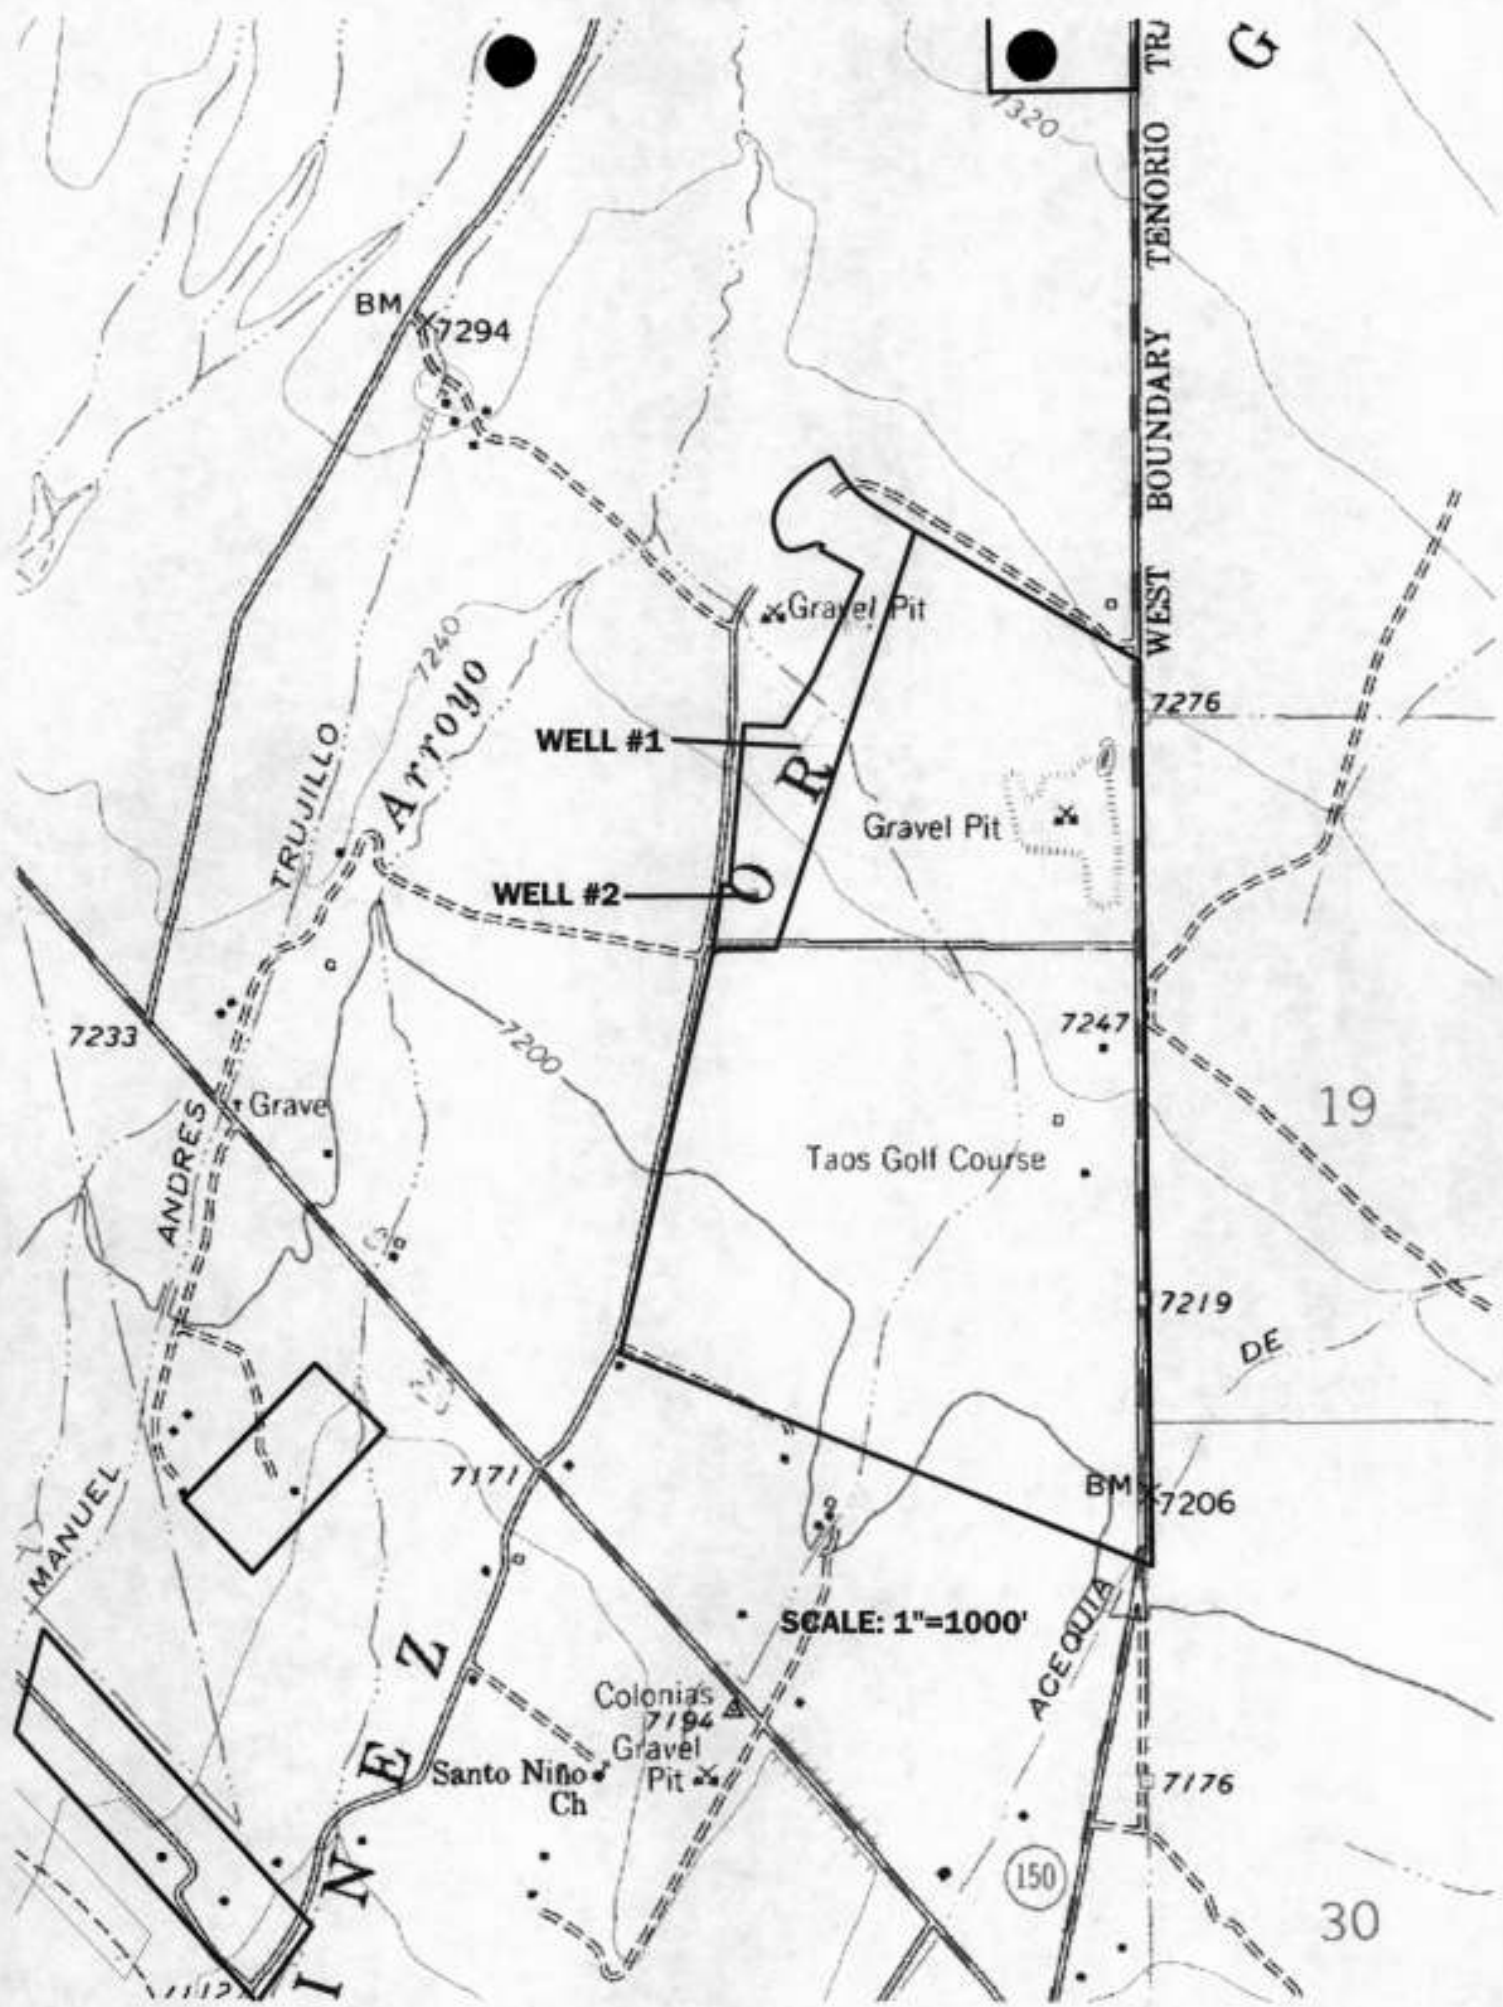 G
TENORIO
7320
BM
7294
BOUNDARY
WEST
Gravel Pit
7240
Arroyo
7276
WELL #1
TRUJILLO
R
Gravel Pit
WELL #2
O
7233
7247
7200
Grave
19
ANDRES
Taos Golf Course
7219
DE
7171
BM
7206
MANUEL
ACEQUIA
SCALE: 1"=1000'
Z
Colonias
7194
Gravel
Pit
E
Santo Niño
Ch
7176
N
150
30
I